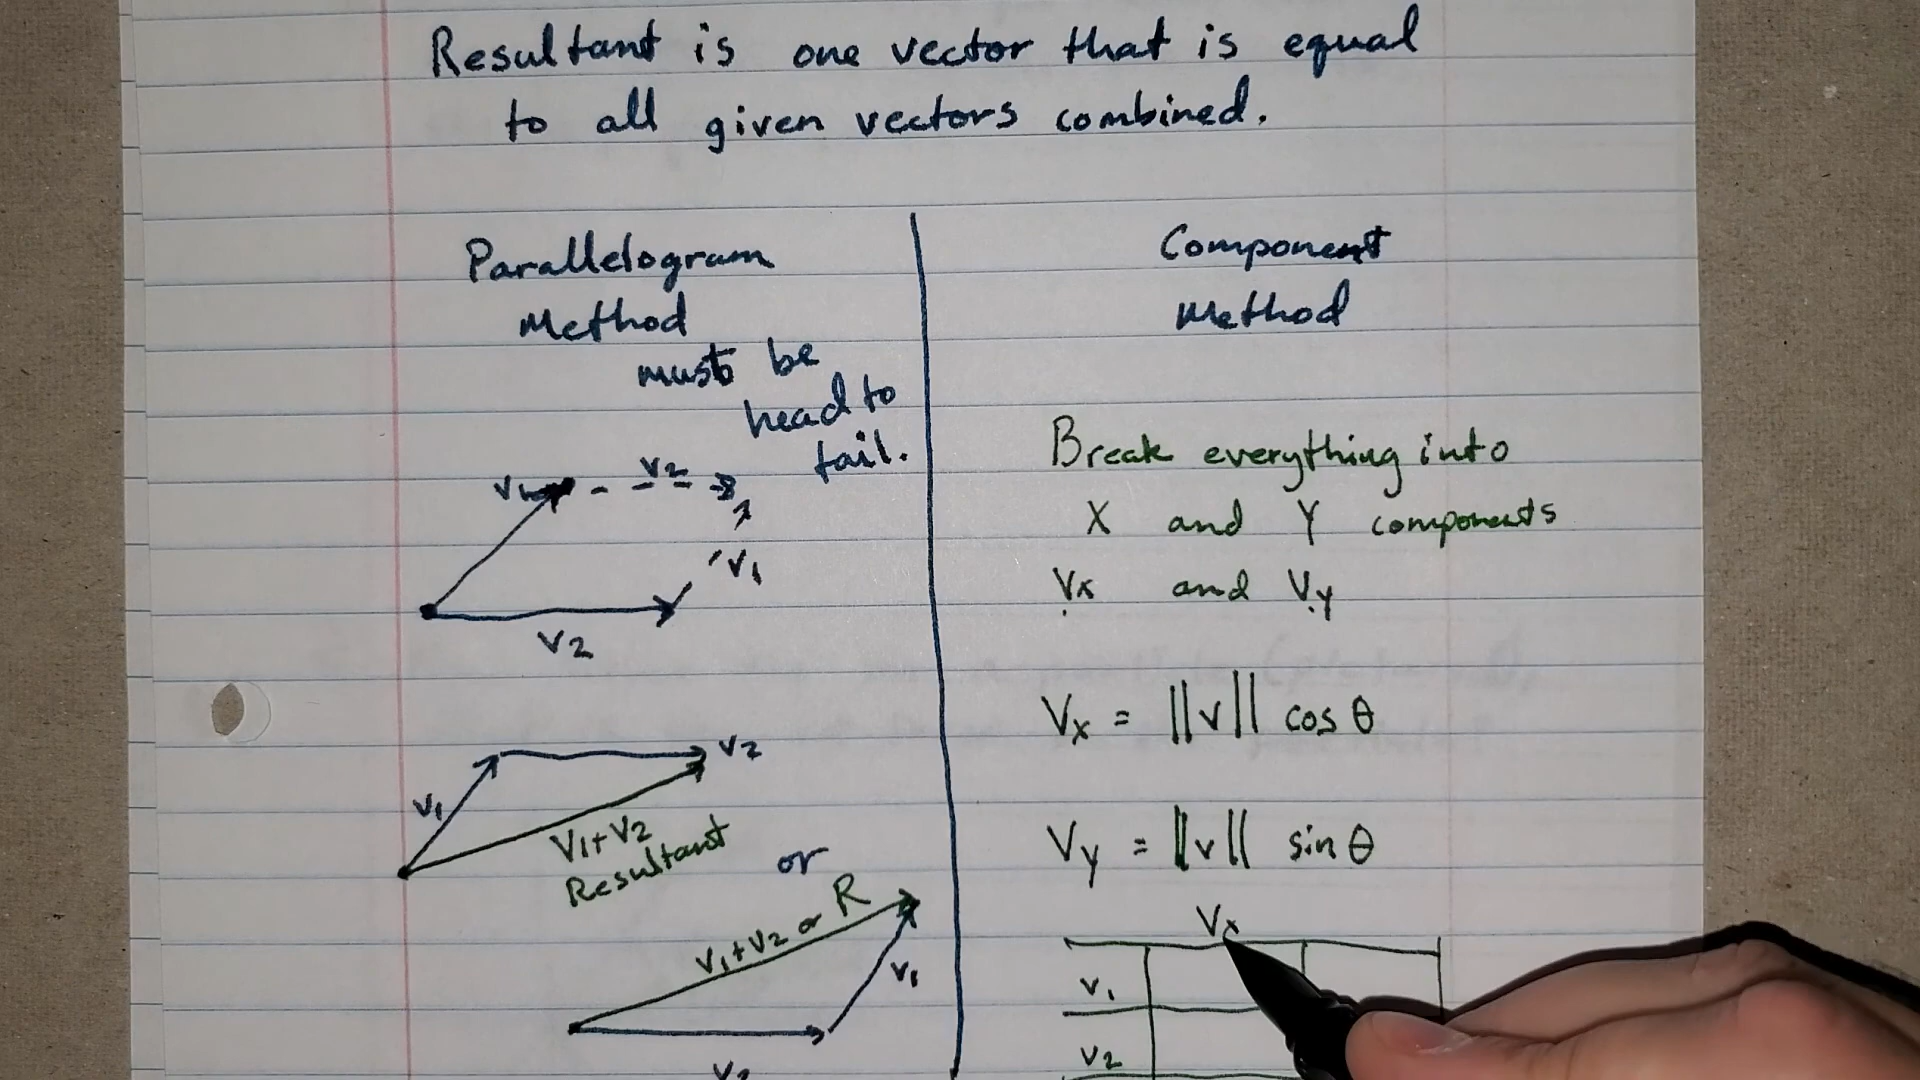 Resultant is one vector that is equal
to all given vectors combined.
Parallelogram
Method
must be
head to
tail.
V2
V1
V2
V1
V2
V1+V2
Resultant
or
V1+V2 or R
V1
V2
Component
Method
Break everything into
X and Y components
Vx and Vy
Vx = ||v|| cos θ
Vy = ||v|| sin θ
Vx
V1
V2